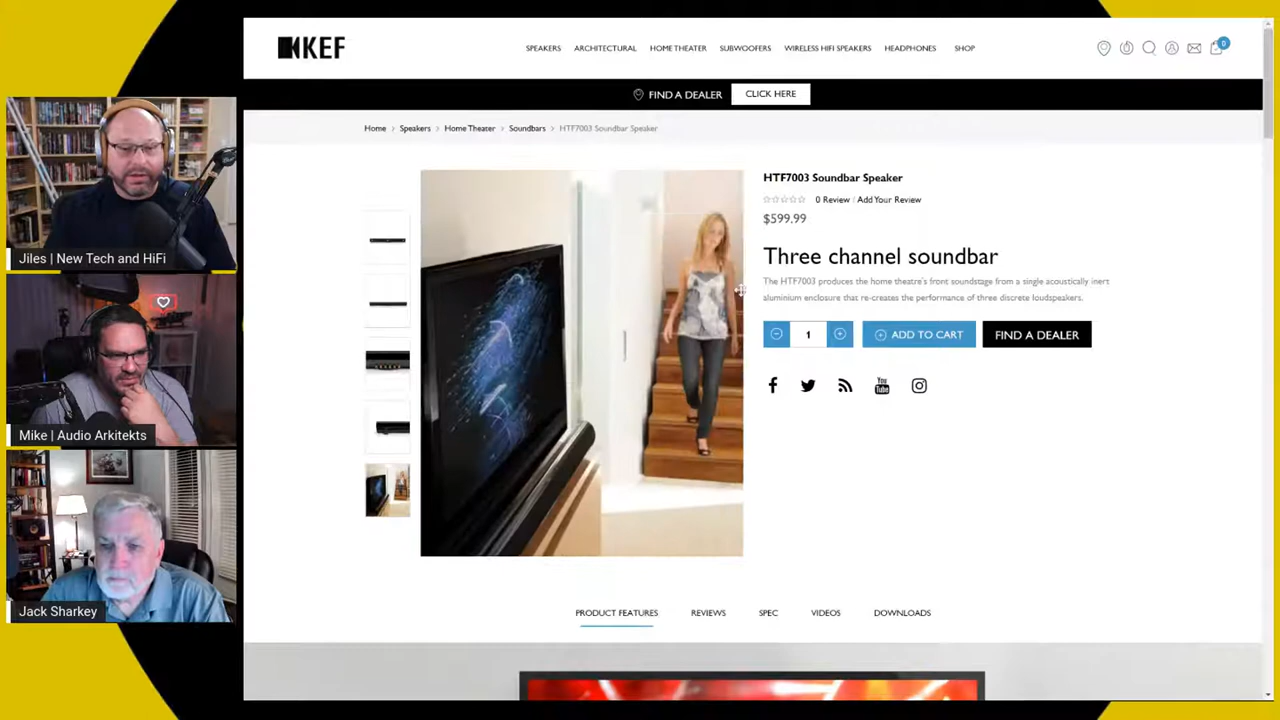 KEF
SPEAKERS ARCHITECTURAL HOME THEATER SUBWOOFERS WIRELESS HIFI SPEAKERS HEADPHONES SHOP
0
FIND A DEALER CLICK HERE
Home > Speakers > Home Theater > Soundbars > HTF7003 Soundbar Speaker
HTF7003 Soundbar Speaker
0 Review / Add Your Review
$599.99
Three channel soundbar
The HTF7003 produces the home theatre's front soundstage from a single acoustically inert
aluminium enclosure that re-creates the performance of three discrete loudspeakers.
1 ADD TO CART FIND A DEALER
You Tube
PRODUCT FEATURES REVIEWS SPEC VIDEOS DOWNLOADS
Jiles | New Tech and HiFi
Mike | Audio Arkitekts
Jack Sharkey